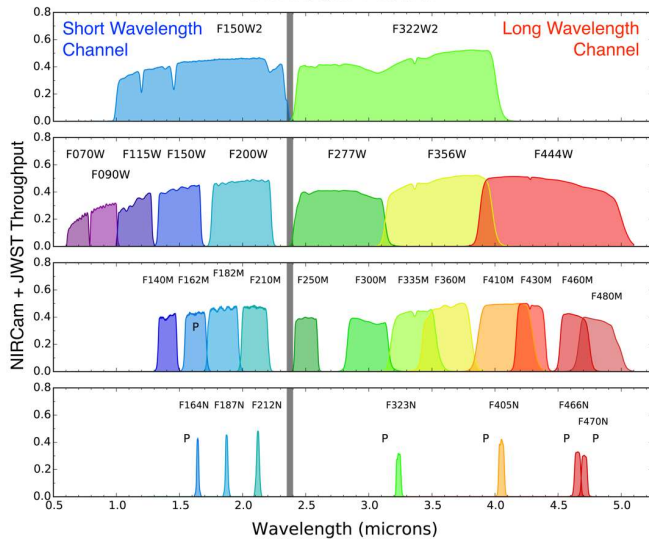 Short Wavelength
Channel
F150W2
F322W2
Long Wavelength
Channel
0.8
0.6
0.4
0.2
0.0
F070W
F090W
F115W
F150W
F200W
F277W
F356W
F444W
0.8
0.6
0.4
0.2
0.0
F140M
F162M
F182M
F210M
F250M
F300M
F335M
F360M
F410M
F430M
F460M
F480M
P
0.8
0.6
0.4
0.2
0.0
F164N
F187N
F212N
F323N
F405N
F466N
F470N
P
P
P
P
P
0.8
0.6
0.4
0.2
0.0
0.5
1.0
1.5
2.0
2.5
3.0
3.5
4.0
4.5
5.0
NIRCam + JWST Throughput
Wavelength (microns)